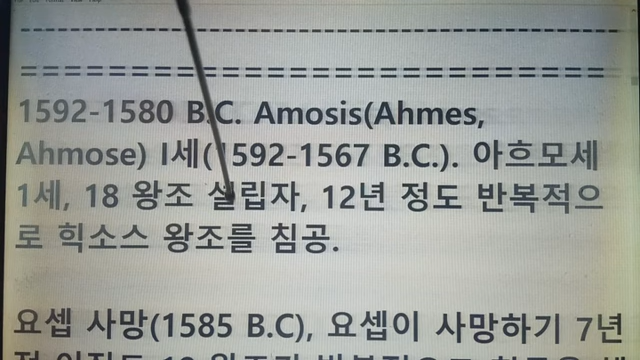 ------------------------------------------------
================================
1592-1580 B.C. Amosis(Ahmes,
Ahmose) I세(1592-1567 B.C.). 아흐모세
1세, 18 왕조 설립자, 12년 정도 반복적으
로 힉소스 왕조를 침공.
요셉 사망(1585 B.C), 요셉이 사망하기 7년